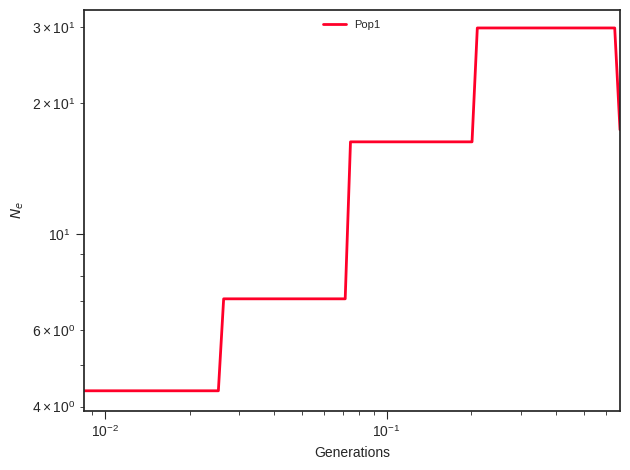 Pop1
3 × 10¹
2 × 10¹
10¹
6 × 10⁰
4 × 10⁰
Nₑ
10⁻²
10⁻¹
Generations